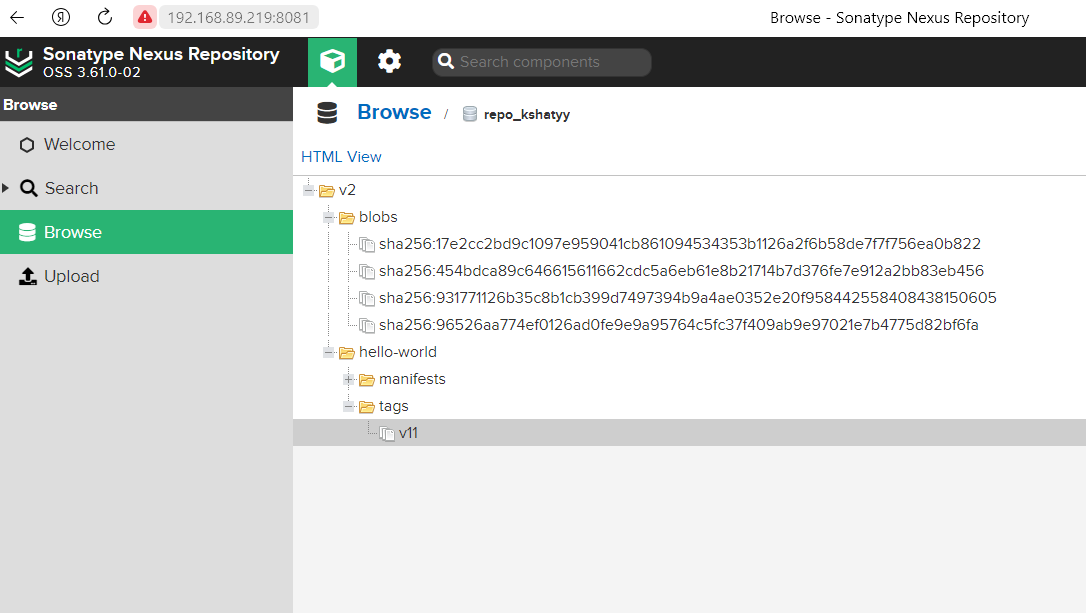 192.168.89.219:8081
Browse - Sonatype Nexus Repository
Sonatype Nexus Repository
OSS 3.61.0-02
Search components
Browse
Welcome
Search
Browse
Upload
Browse / repo_kshatyy
HTML View
v2
blobs
sha256:17e2cc2bd9c1097e959041cb861094534353b1126a2f6b58de7f7f756ea0b822
sha256:454bdca89c646615611662cdc5a6eb61e8b21714b7d376fe7e912a2bb83eb456
sha256:931771126b35c8b1cb399d7497394b9a4ae0352e20f958442558408438150605
sha256:96526aa774ef0126ad0fe9e9a95764c5fc37f409ab9e97021e7b4775d82bf6fa
hello-world
manifests
tags
v11